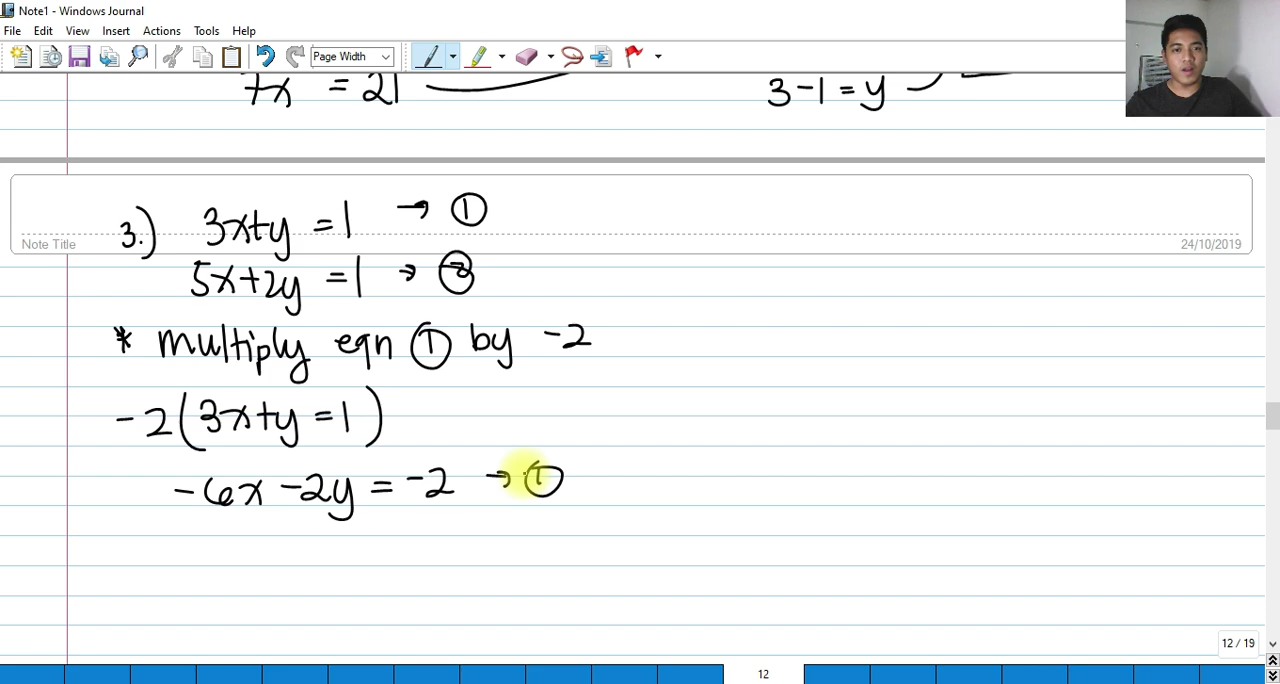 Note1 - Windows Journal
File Edit View Insert Actions Tools Help
Page Width
7x = 21
3 - 1 = y
3.) 3x+y = 1 → ①
Note Title
24/10/2019
5x+2y = 1 → ②
* multiply eqn ① by -2
-2(3x+y = 1)
-6x - 2y = -2 → ①
12 / 19
12